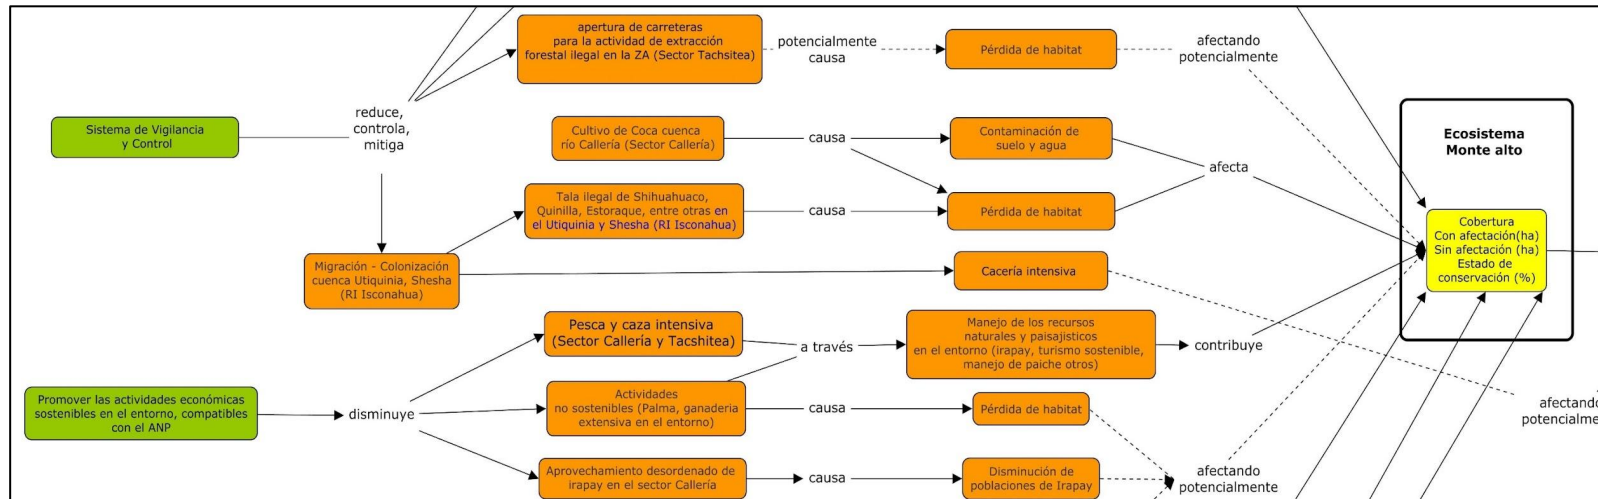 apertura de carreteras
para la actividad de extracción
forestal ilegal en la ZA (Sector Tachsitea)
potencialmente
causa
Pérdida de habitat
afectando
potencialmente
Sistema de Vigilancia
y Control
reduce,
controla,
mitiga
Cultivo de Coca cuenca
río Callería (Sector Callería)
causa
Contaminación de
suelo y agua
afecta
Ecosistema
Monte alto
Tala ilegal de Shihuahuaco,
Quinilla, Estoraque, entre otras en
el Utiquinia y Shesha (RI Isconahua)
causa
Pérdida de habitat
Cobertura
Con afectación(ha)
Sin afectación (ha)
Estado de
conservación (%)
Migración - Colonización
cuenca Utiquinia, Shesha
(RI Isconahua)
Cacería intensiva
Pesca y caza intensiva
(Sector Callería y Tacshitea)
a través
Manejo de los recursos
naturales y paisajisticos
en el entorno (irapay, turismo sostenible,
manejo de paiche otros)
contribuye
Promover las actividades económicas
sostenibles en el entorno, compatibles
con el ANP
disminuye
Actividades
no sostenibles (Palma, ganaderia
extensiva en el entorno)
causa
Pérdida de habitat
afectando
potencialme
Aprovechamiento desordenado de
irapay en el sector Callería
causa
Disminución de
poblaciones de Irapay
afectando
potencialmente